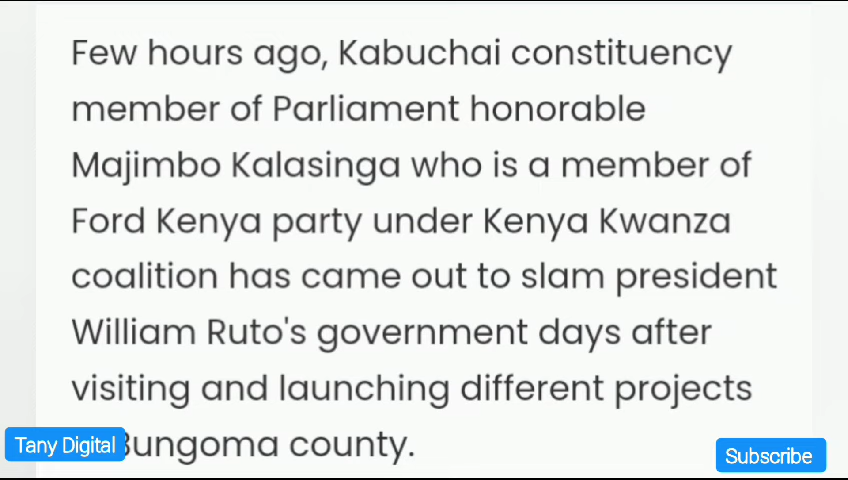 Few hours ago, Kabuchai constituency
member of Parliament honorable
Majimbo Kalasinga who is a member of
Ford Kenya party under Kenya Kwanza
coalition has came out to slam president
William Ruto's government days after
visiting and launching different projects
Bungoma county.
Tany Digital
Subscribe